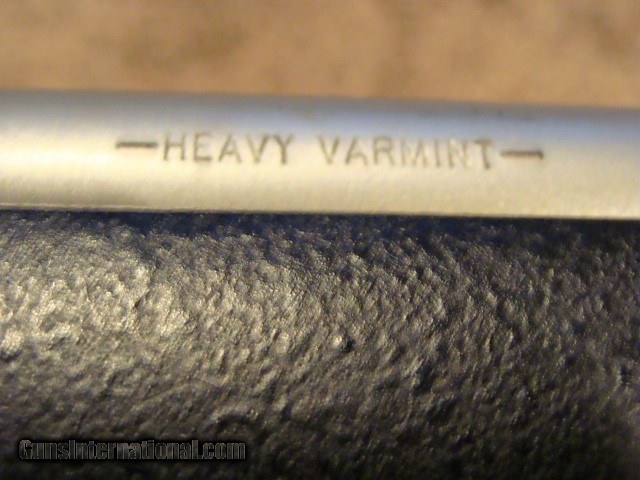 —HEAVY VARMINT—
GunsInternational.com